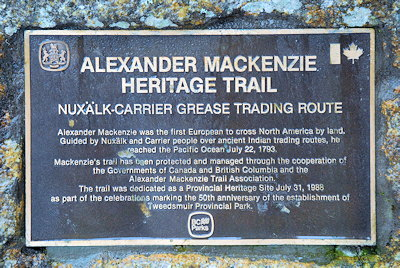 ALEXANDER MACKENZIE
HERITAGE TRAIL
NUXALK-CARRIER GREASE TRADING ROUTE
Alexander Mackenzie was the first European to cross North America by land.
Guided by Nuxalk and Carrier people over ancient Indian trading routes, he
reached the Pacific Ocean July 22, 1793.
Mackenzie's trail has been protected and managed through the cooperation of
the Governments of Canada and British Columbia and the
Alexander Mackenzie Trail Association.
The trail was dedicated as a Provincial Heritage Site July 31, 1988
as part of the celebrations marking the 50th anniversary of the establishment of
Tweedsmuir Provincial Park.
BC
Parks